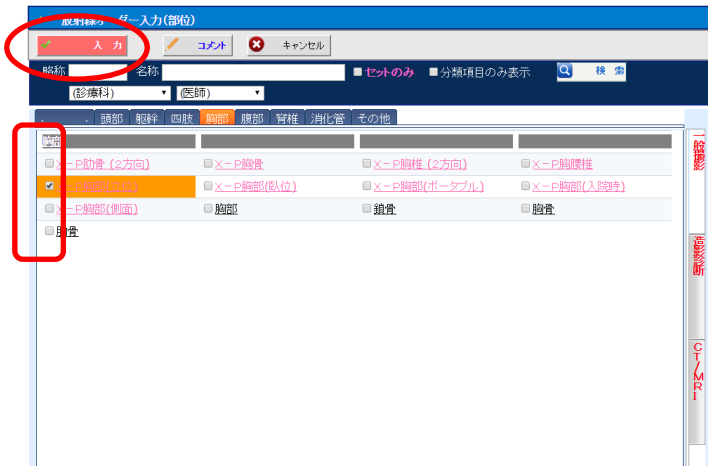 放射線オーダー入力(部位)
入 力 コメント キャンセル
略称 名称 セットのみ 分類項目のみ表示 検 索
(診療科) (医師)
頭部 躯幹 四肢 胸部 腹部 脊椎 消化管 その他
X－P肋骨 (2方向) X－P胸骨 X－P胸椎 (2方向) X－P胸腰椎
X－P胸部(臥位) X－P胸部(ポータブル) X－P胸部(入院時)
X－P胸部(側面) 胸部 鎖骨 胸骨
肋骨
一般撮影
造影診断
CT/MRI